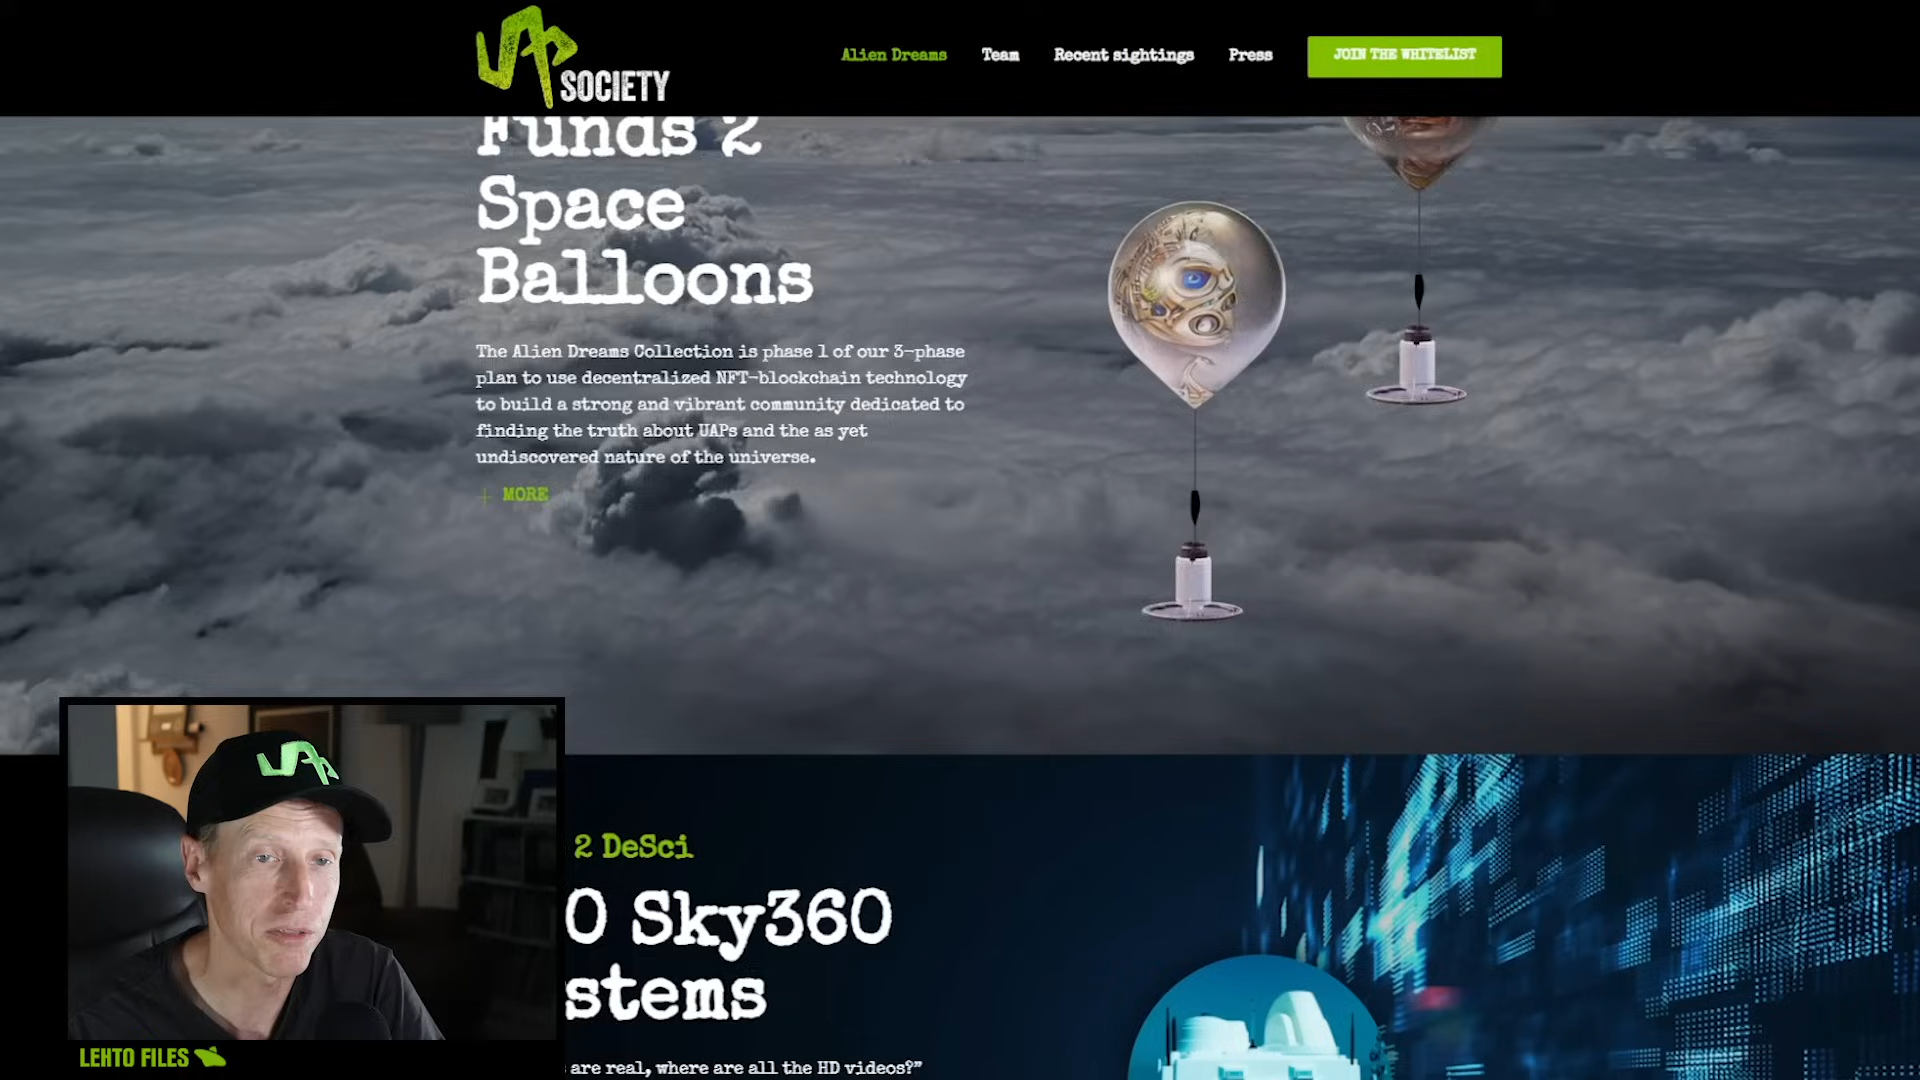 UAP
SOCIETY
Alien Dreams
Team
Recent sightings
Press
JOIN THE WHITELIST
Funds 2
Space
Balloons
The Alien Dreams Collection is phase 1 of our 3-phase
plan to use decentralized NFT-blockchain technology
to build a strong and vibrant community dedicated to
finding the truth about UAPs and the as yet
undiscovered nature of the universe.
+ MORE
2 DeSci
0 Sky360
stems
are real, where are all the HD videos?”
UAP
LEHTO FILES